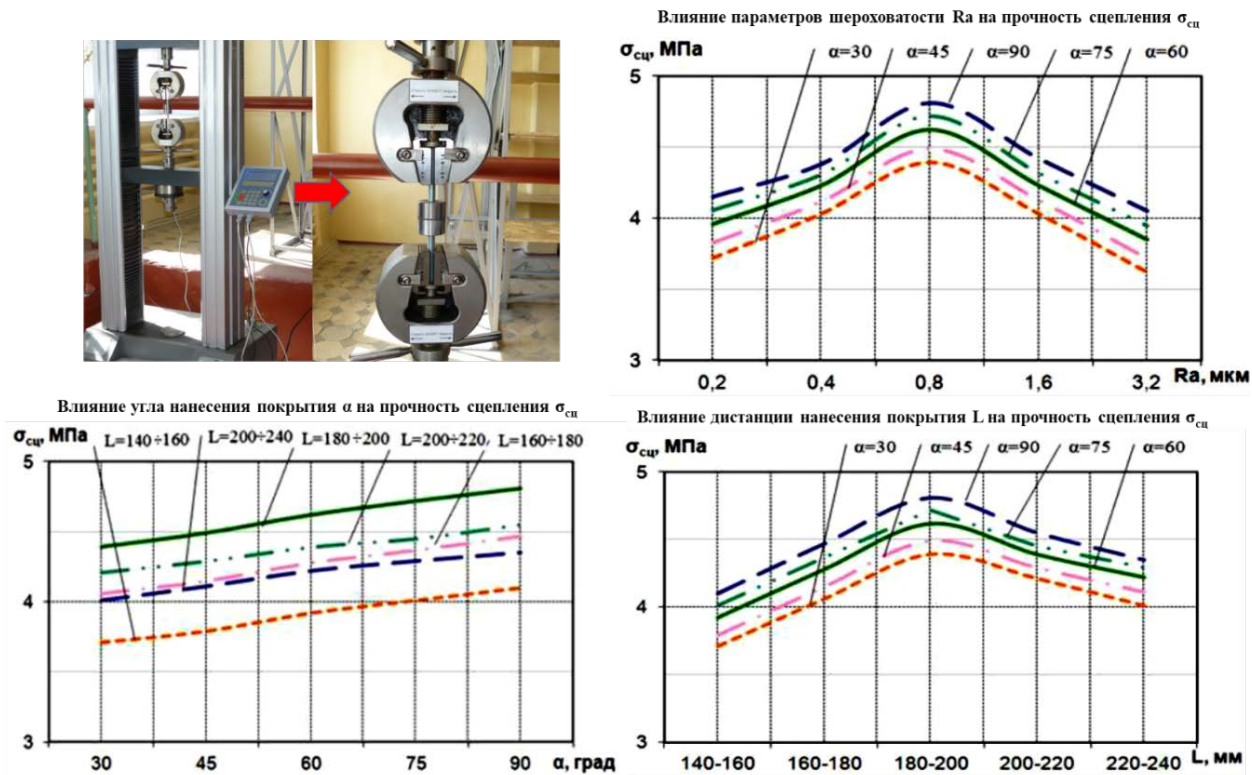 Влияние параметров шероховатости Ra на прочность сцепления σсц
σсц, МПа
α=30 α=45 α=90 α=75 α=60
5
4
3
0,2 0,4 0,8 1,6 3,2 Ra, мкм
Влияние угла нанесения покрытия α на прочность сцепления σсц
σсц, МПа
L=140÷160 L=200÷240 L=180÷200 L=200÷220 L=160÷180
5
4
3
30 45 60 75 90 α, град
Влияние дистанции нанесения покрытия L на прочность сцепления σсц
σсц, МПа
α=30 α=45 α=90 α=75 α=60
5
4
3
140-160 160-180 180-200 200-220 220-240 L, мм